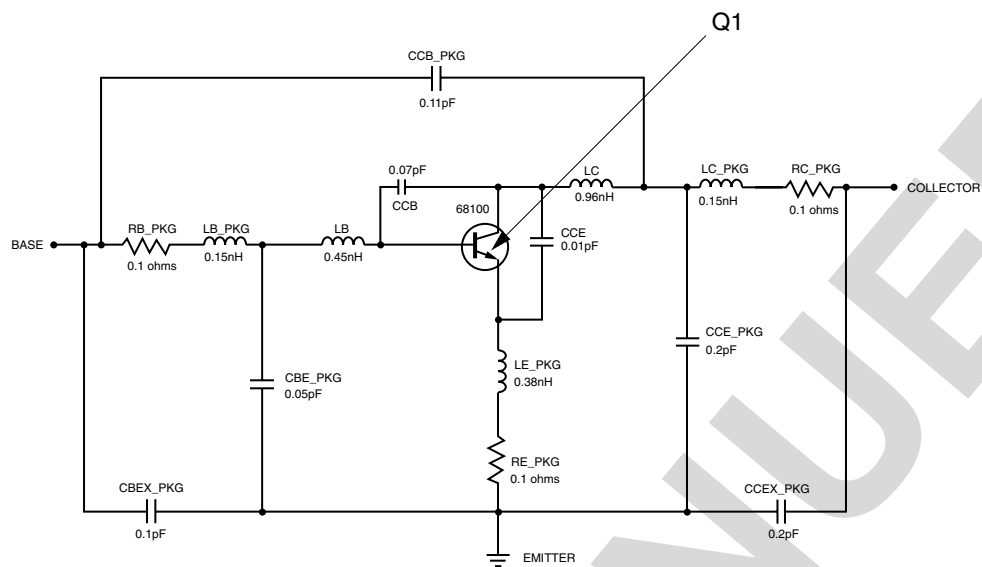 Q1
CCB_PKG
0.11pF
0.07pF
CCB
LC
0.96nH
LC_PKG
0.15nH
RC_PKG
0.1 ohms
COLLECTOR
68100
CCE
0.01pF
BASE
RB_PKG
0.1 ohms
LB_PKG
0.15nH
LB
0.45nH
CCE_PKG
0.2pF
LE_PKG
0.38nH
CBE_PKG
0.05pF
RE_PKG
0.1 ohms
CBEX_PKG
0.1pF
CCEX_PKG
0.2pF
EMITTER
NUE